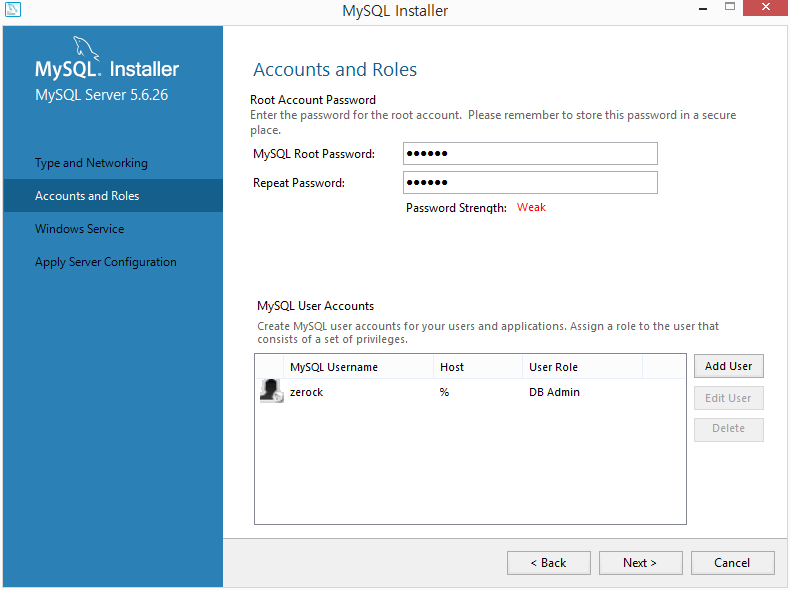 MySQL Installer
MySQL. Installer
MySQL Server 5.6.26
Type and Networking
Accounts and Roles
Windows Service
Apply Server Configuration
Accounts and Roles
Root Account Password
Enter the password for the root account. Please remember to store this password in a secure
place.
MySQL Root Password: ●●●●●●
Repeat Password: ●●●●●●
Password Strength: Weak
MySQL User Accounts
Create MySQL user accounts for your users and applications. Assign a role to the user that
consists of a set of privileges.
MySQL Username Host User Role
zerock % DB Admin
Add User
Edit User
Delete
< Back Next > Cancel